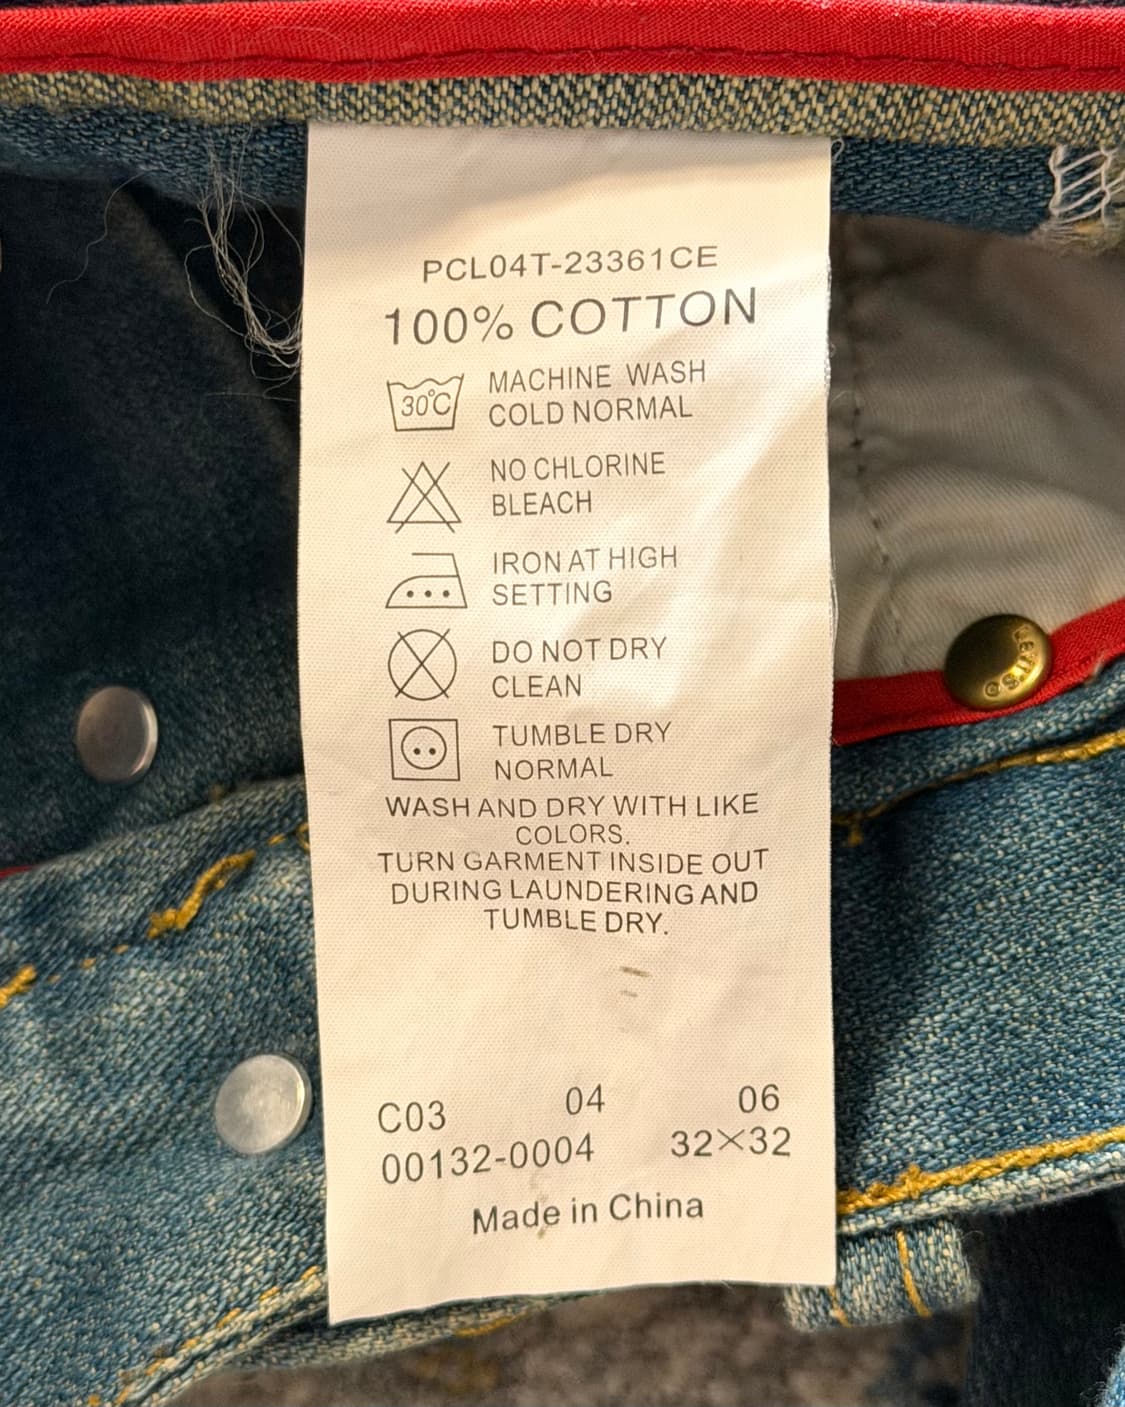 PCL04T-23361CE
100% COTTON
30°C
MACHINE WASH
COLD NORMAL
NO CHLORINE
BLEACH
IRON AT HIGH
SETTING
DO NOT DRY
CLEAN
TUMBLE DRY
NORMAL
WASH AND DRY WITH LIKE
COLORS.
TURN GARMENT INSIDE OUT
DURING LAUNDERING AND
TUMBLE DRY.
C03 04 06
00132-0004 32×32
Made in China